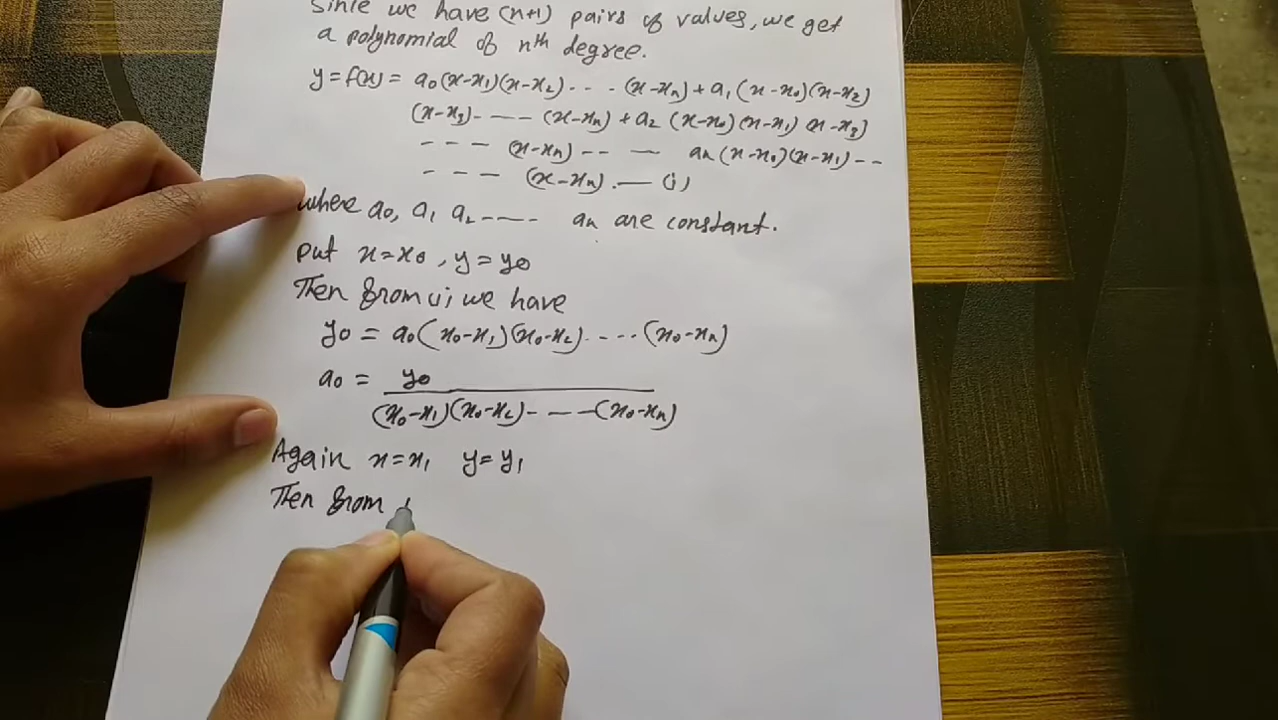 Since we have (n+1) pairs of values, we get
a polynomial of nth degree.
y = f(x) = a₀(x-x₁)(x-x₂)---(x-xₙ) + a₁(x-x₀)(x-x₂)
(x-x₃)----(x-xₙ) + a₂(x-x₀)(x-x₁)(x-x₃)
---(x-xₙ)--- aₙ(x-x₀)(x-x₁)--
---(x-xₙ).—(i)
where a₀, a₁ a₂---- aₙ are constant.
put x=x₀, y=y₀
Then from (i) we have
y₀ = a₀(x₀-x₁)(x₀-x₂)----(x₀-xₙ)
a₀ = y₀
(x₀-x₁)(x₀-x₂)---(x₀-xₙ)
Again x=x₁ y=y₁
Then from